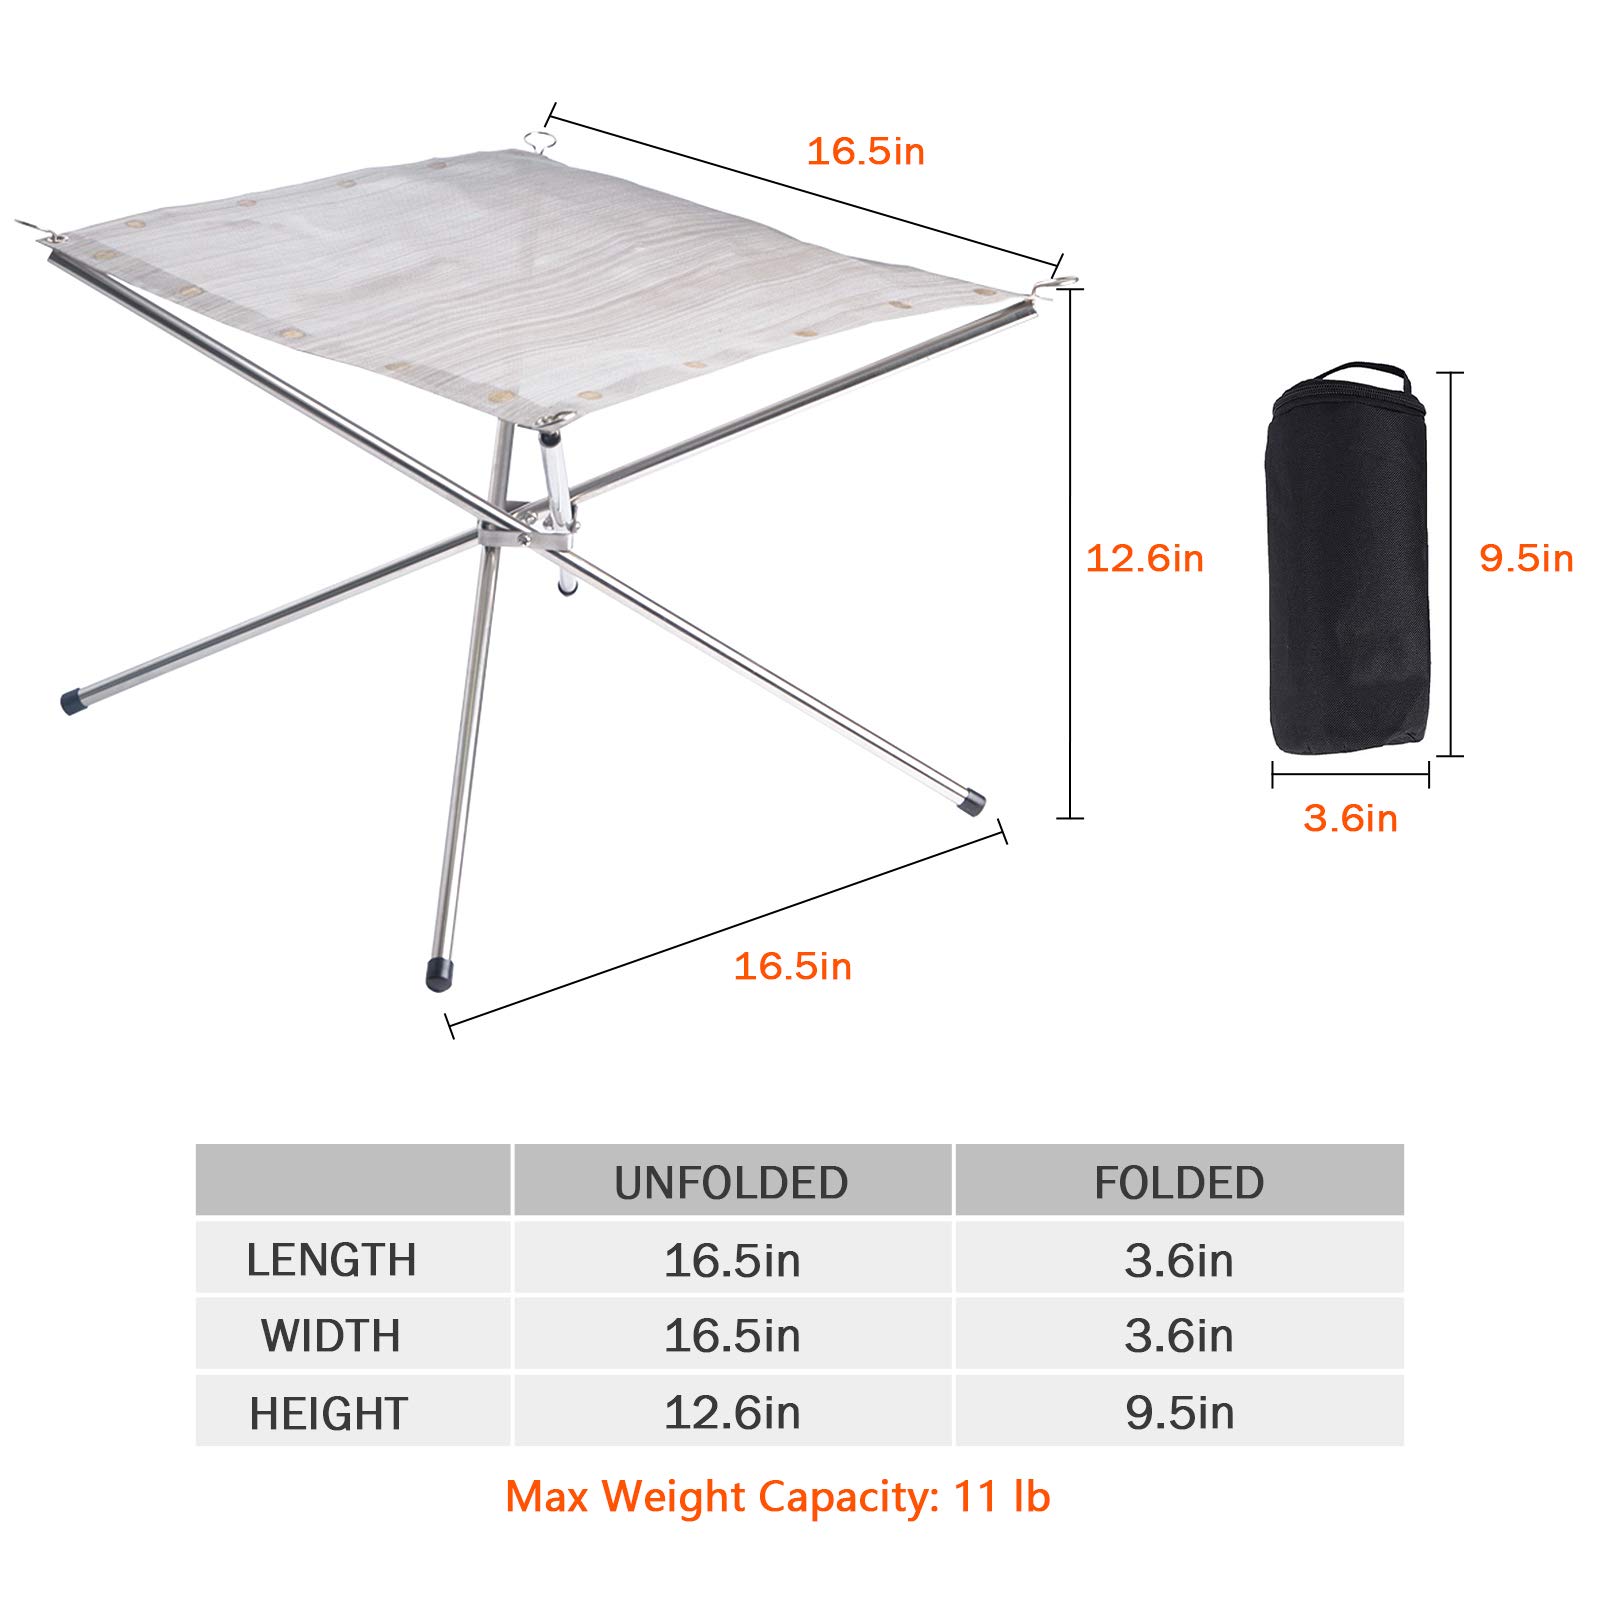 16.5in
12.6in
9.5in
3.6in
16.5in
UNFOLDED FOLDED
LENGTH 16.5in 3.6in
WIDTH 16.5in 3.6in
HEIGHT 12.6in 9.5in
Max Weight Capacity: 11 lb